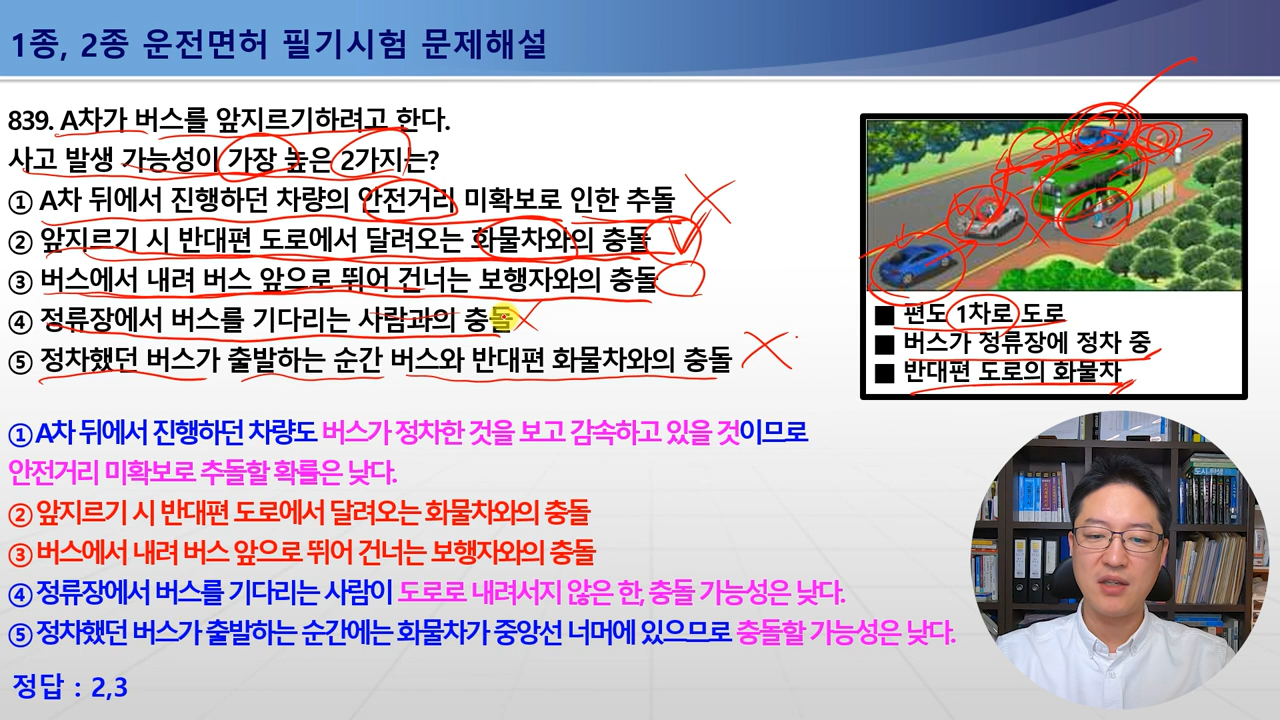 1종, 2종 운전면허 필기시험 문제해설
839. A차가 버스를 앞지르기하려고 한다.
사고 발생 가능성이 가장 높은 2가지는?
① A차 뒤에서 진행하던 차량의 안전거리 미확보로 인한 추돌
② 앞지르기 시 반대편 도로에서 달려오는 화물차와의 충돌
③ 버스에서 내려 버스 앞으로 뛰어 건너는 보행자와의 충돌
④ 정류장에서 버스를 기다리는 사람과의 충돌
⑤ 정차했던 버스가 출발하는 순간 버스와 반대편 화물차와의 충돌
■ 편도 1차로 도로
■ 버스가 정류장에 정차 중
■ 반대편 도로의 화물차
① A차 뒤에서 진행하던 차량도 버스가 정차한 것을 보고 감속하고 있을 것이므로
안전거리 미확보로 추돌할 확률은 낮다.
② 앞지르기 시 반대편 도로에서 달려오는 화물차와의 충돌
③ 버스에서 내려 버스 앞으로 뛰어 건너는 보행자와의 충돌
④ 정류장에서 버스를 기다리는 사람이 도로로 내려서지 않은 한, 충돌 가능성은 낮다.
⑤ 정차했던 버스가 출발하는 순간에는 화물차가 중앙선 너머에 있으므로 충돌할 가능성은 낮다.
정답 : 2,3